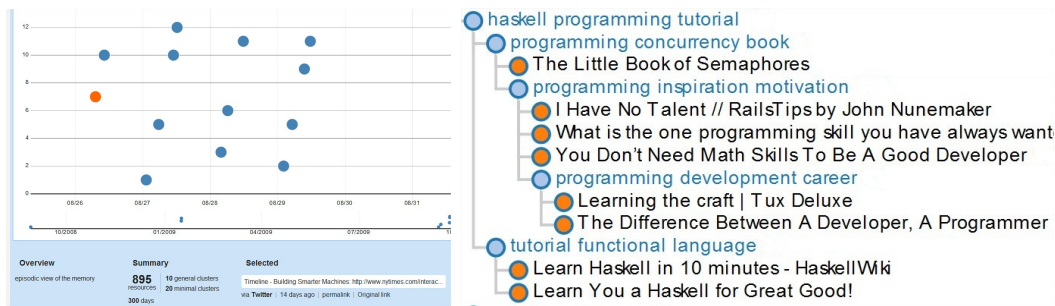 12
10
8
6
4
2
0
08/26 08/27 08/28 08/29 08/30 08/31
10/2008 01/2009 04/2009 07/2009
Overview Summary Selected
episodic view of the memory
895 resources
10 general clusters
20 minimal clusters
300 days
Timeline - Building Smarter Machines: http://www.nytimes.com/interac...
via Twitter | 14 days ago | permalink | Original link
haskell programming tutorial
programming concurrency book
The Little Book of Semaphores
programming inspiration motivation
I Have No Talent // RailsTips by John Nunemaker
What is the one programming skill you have always want
You Don't Need Math Skills To Be A Good Developer
programming development career
Learning the craft | Tux Deluxe
The Difference Between A Developer, A Programmer
tutorial functional language
Learn Haskell in 10 minutes - HaskellWiki
Learn You a Haskell for Great Good!